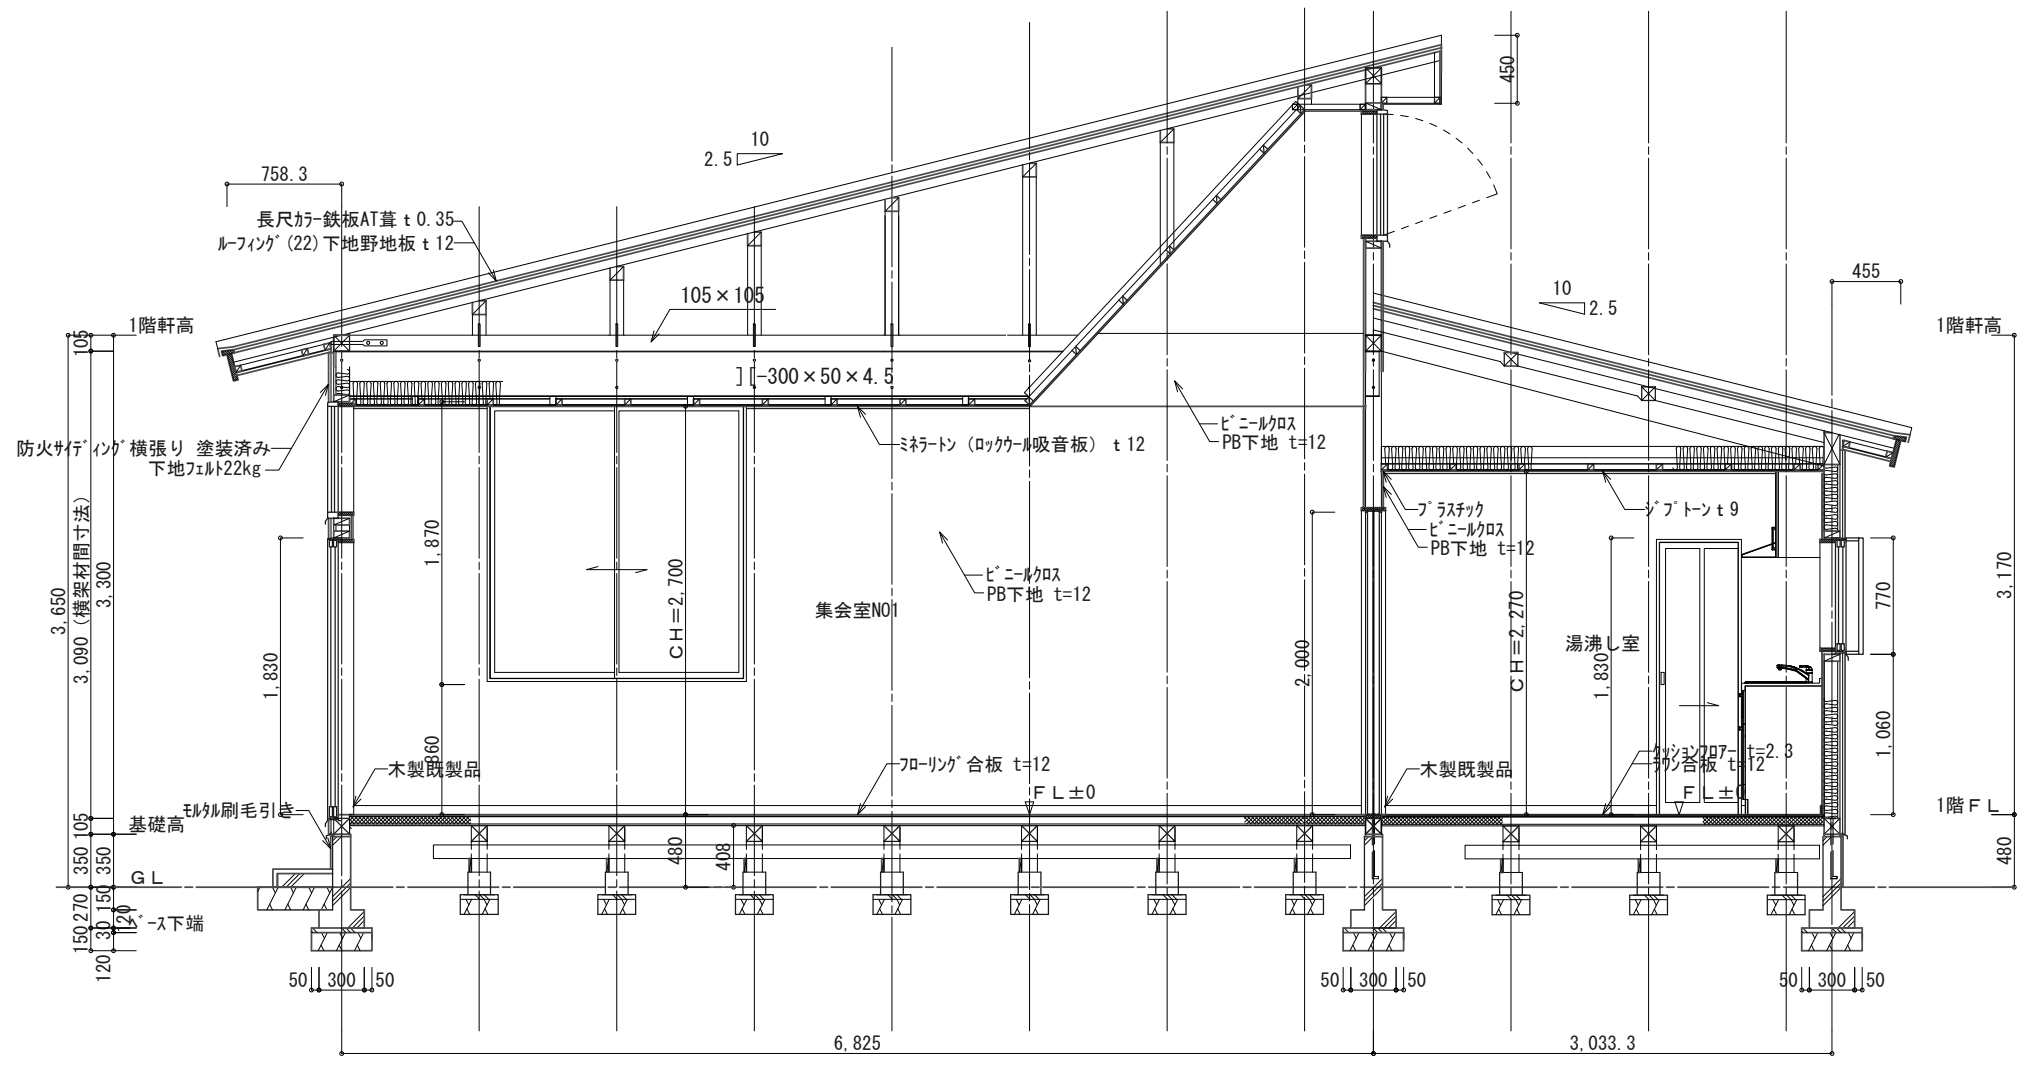 450
10
2.5
758.3
長尺ｶﾗｰ鉄板AT葺 t 0.35
ﾙｰﾌｨﾝｸﾞ(22)下地野地板 t 12
105×105
10
2.5
455
1階軒高
1階軒高
105
][-300×50×4.5
防火ｻｲﾃﾞｨﾝｸﾞ横張り 塗装済み
下地ﾌｪﾙﾄ22kg
ﾐﾈﾗｰﾄﾝ (ﾛｯｸｳｰﾙ吸音板) t 12
ﾋﾞﾆｰﾙｸﾛｽ
PB下地 t=12
ﾌﾟﾗｽﾁｯｸ
ﾋﾞﾆｰﾙｸﾛｽ
PB下地 t=12
ｼﾞﾌﾟﾄｰﾝ t 9
3,650
3,090 (横架材間寸法)
3,300
1,830
1,870
860
CH=2,700
ﾋﾞﾆｰﾙｸﾛｽ
PB下地 t=12
集会室NO1
2,000
CH=2,270
湯沸し室
1,830
770
1,060
3,170
木製既製品
ﾌﾛｰﾘﾝｸﾞ合板 t=12
FL±0
木製既製品
ｸｯｼｮﾝﾌﾛｱｰ t=2.3
ﾗﾜﾝ合板 t=12
FL±0
1階FL
ﾓﾙﾀﾙ刷毛引き
基礎高
105
350
350
480
408
480
GL
270
150
120
ﾍﾞｰｽ下端
150
30
120
50 300 50
50 300 50
50 300 50
6,825
3,033.3